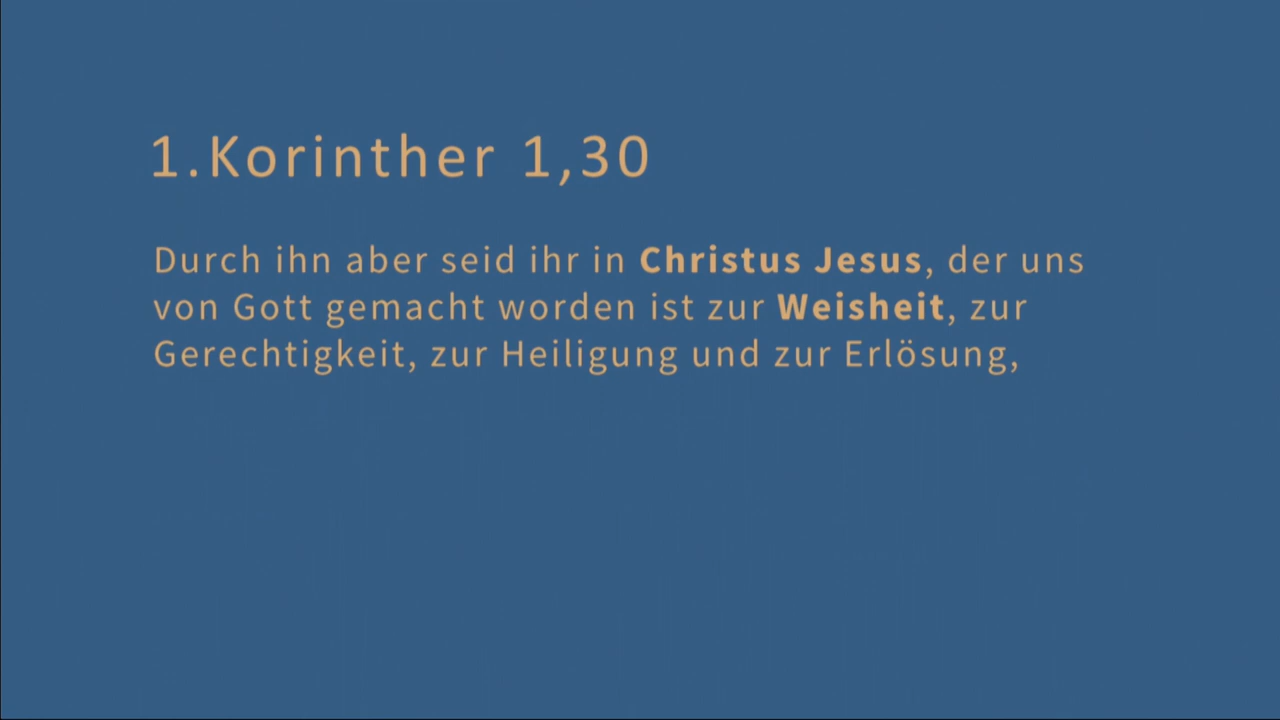 1.Korinther 1,30
Durch ihn aber seid ihr in Christus Jesus, der uns
von Gott gemacht worden ist zur Weisheit, zur
Gerechtigkeit, zur Heiligung und zur Erlösung,